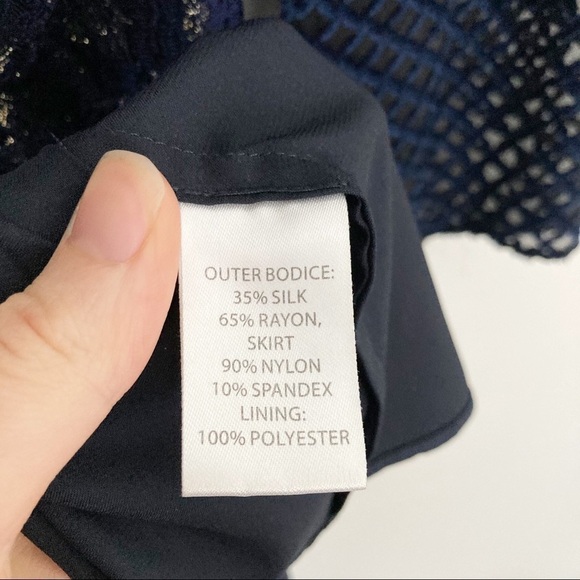 OUTER BODICE:
35% SILK
65% RAYON,
SKIRT
90% NYLON
10% SPANDEX
LINING:
100% POLYESTER